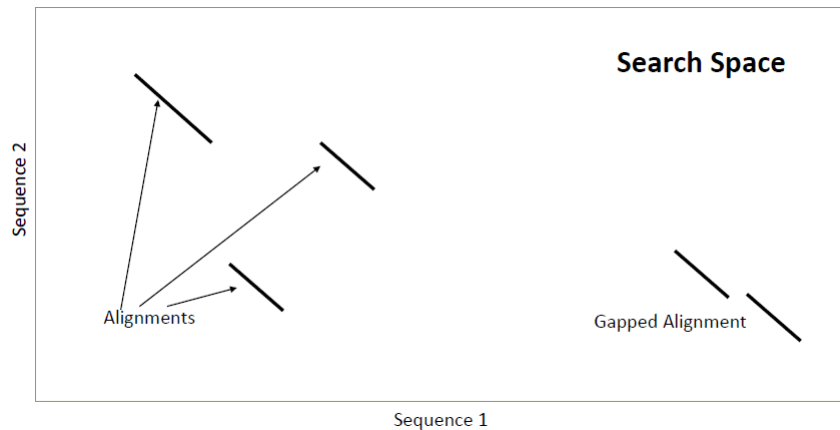 Search Space
Sequence 2
Alignments
Gapped Alignment
Sequence 1